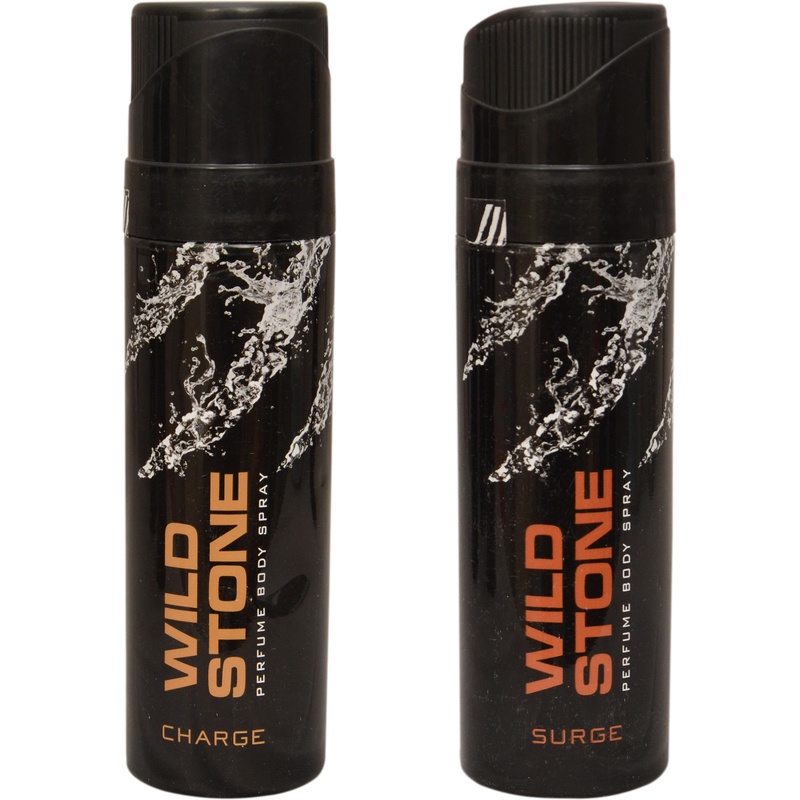 WILD
STONE
PERFUME BODY SPRAY
CHARGE
WILD
STONE
PERFUME BODY SPRAY
SURGE